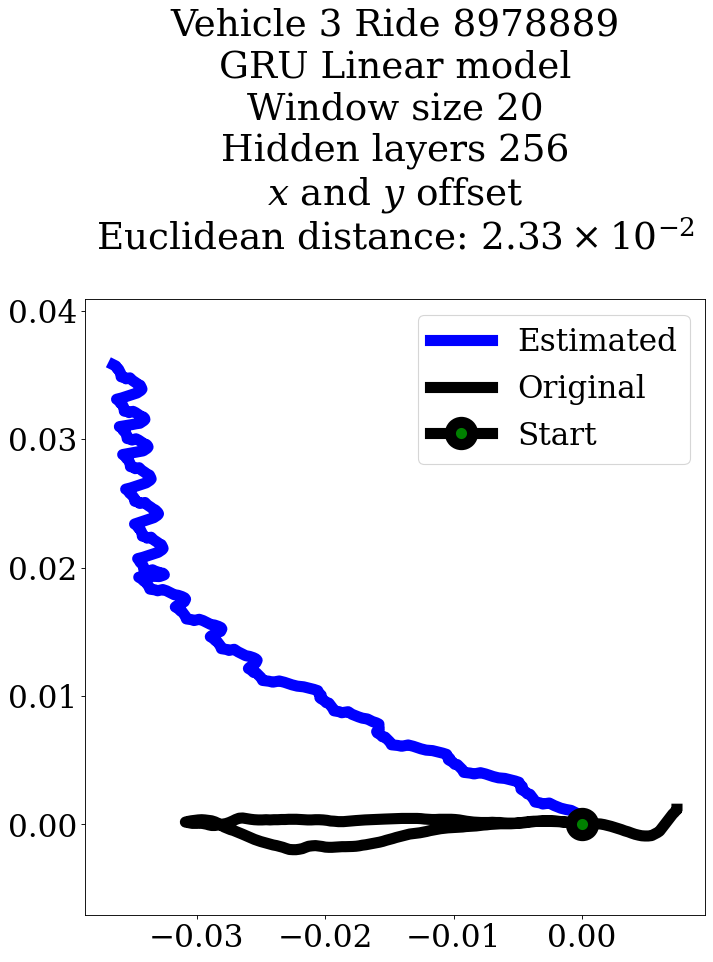 Vehicle 3 Ride 8978889
GRU Linear model
Window size 20
Hidden layers 256
x and y offset
Euclidean distance: 2.33 × 10⁻²
0.04
0.03
0.02
0.01
0.00
Estimated
Original
Start
−0.03 −0.02 −0.01 0.00